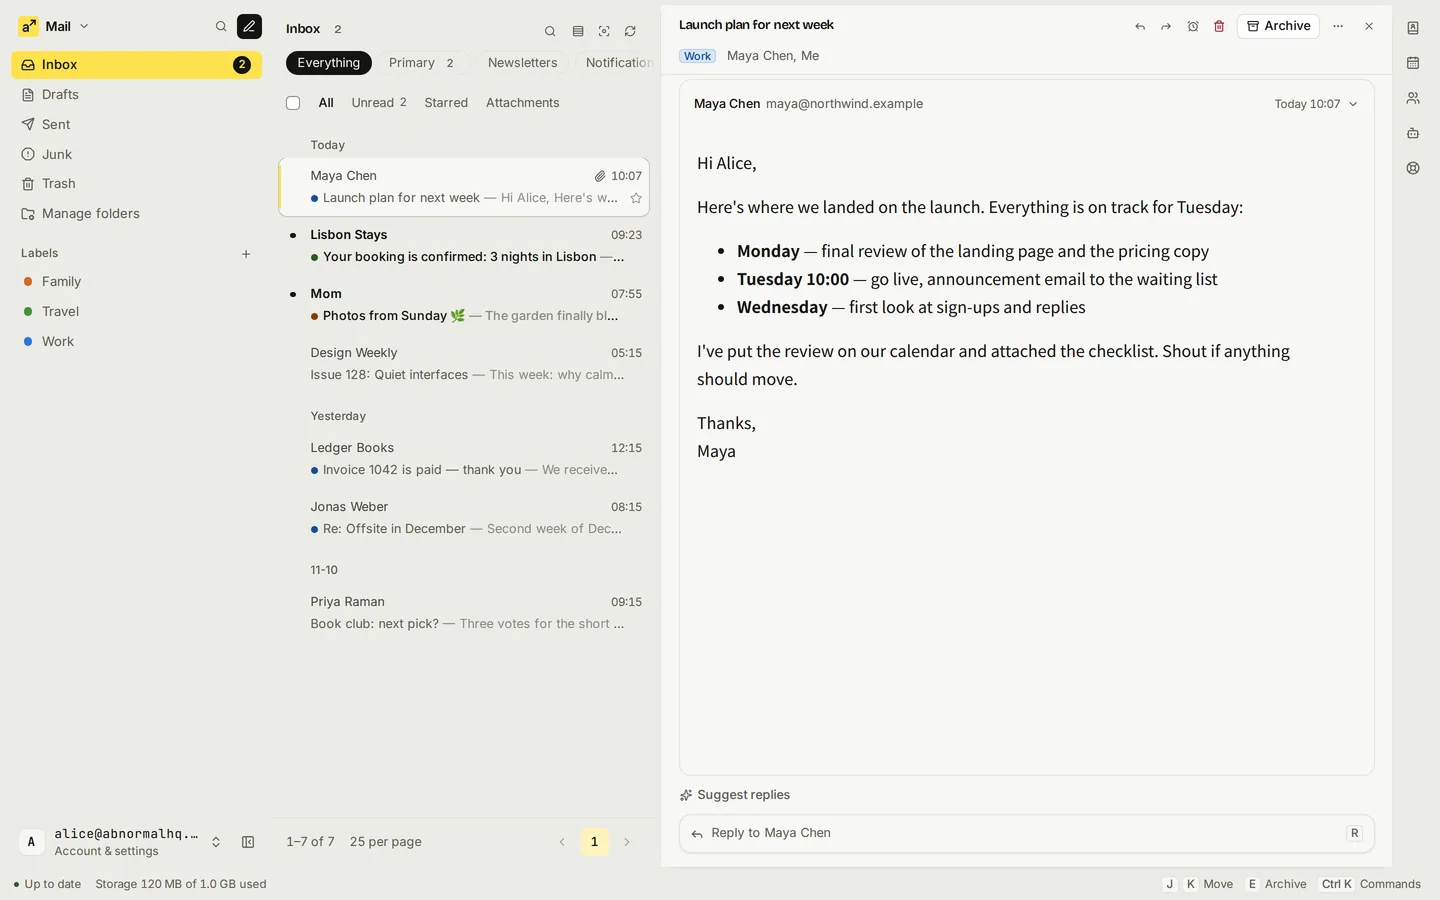 Mail
Inbox 2
Drafts
Sent
Junk
Trash
Manage folders
Labels
Family
Travel
Work
A
alice@abnormalhq.…
Account & settings
Inbox 2
Everything
Primary 2
Newsletters
Notification
All
Unread 2
Starred
Attachments
Today
Maya Chen 10:07
Launch plan for next week — Hi Alice, Here's w...
Lisbon Stays 09:23
Your booking is confirmed: 3 nights in Lisbon —...
Mom 07:55
Photos from Sunday 🌿 — The garden finally bl...
Design Weekly 05:15
Issue 128: Quiet interfaces — This week: why calm...
Yesterday
Ledger Books 12:15
Invoice 1042 is paid — thank you — We receive...
Jonas Weber 08:15
Re: Offsite in December — Second week of Dec...
11-10
Priya Raman 09:15
Book club: next pick? — Three votes for the short ...
1–7 of 7 25 per page
1
Launch plan for next week
Archive
Work Maya Chen, Me
Maya Chen maya@northwind.example Today 10:07
Hi Alice,
Here's where we landed on the launch. Everything is on track for Tuesday:
• Monday — final review of the landing page and the pricing copy
• Tuesday 10:00 — go live, announcement email to the waiting list
• Wednesday — first look at sign-ups and replies
I've put the review on our calendar and attached the checklist. Shout if anything
should move.
Thanks,
Maya
Suggest replies
Reply to Maya Chen R
Up to date Storage 120 MB of 1.0 GB used
J K Move E Archive Ctrl K Commands